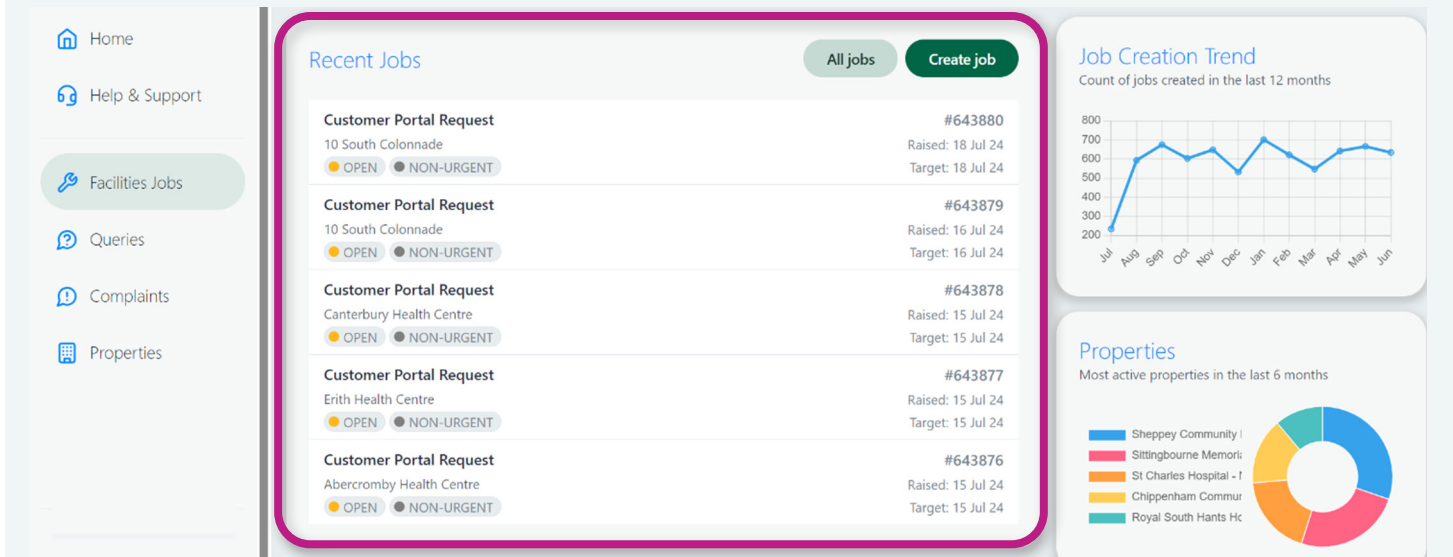 Home
Help & Support
Facilities Jobs
Queries
Complaints
Properties
Recent Jobs
All jobs
Create job
Customer Portal Request #643880
10 South Colonnade Raised: 18 Jul 24
OPEN NON-URGENT Target: 18 Jul 24
Customer Portal Request #643879
10 South Colonnade Raised: 16 Jul 24
OPEN NON-URGENT Target: 16 Jul 24
Customer Portal Request #643878
Canterbury Health Centre Raised: 15 Jul 24
OPEN NON-URGENT Target: 15 Jul 24
Customer Portal Request #643877
Erith Health Centre Raised: 15 Jul 24
OPEN NON-URGENT Target: 15 Jul 24
Customer Portal Request #643876
Abercromby Health Centre Raised: 15 Jul 24
OPEN NON-URGENT Target: 15 Jul 24
Job Creation Trend
Count of jobs created in the last 12 months
800
700
600
500
400
300
200
Jul Aug Sep Oct Nov Dec Jan Feb Mar Apr May Jun
Properties
Most active properties in the last 6 months
Sheppey Community
Sittingbourne
St Charles Hospital -
Chippenham
Royal South Hants